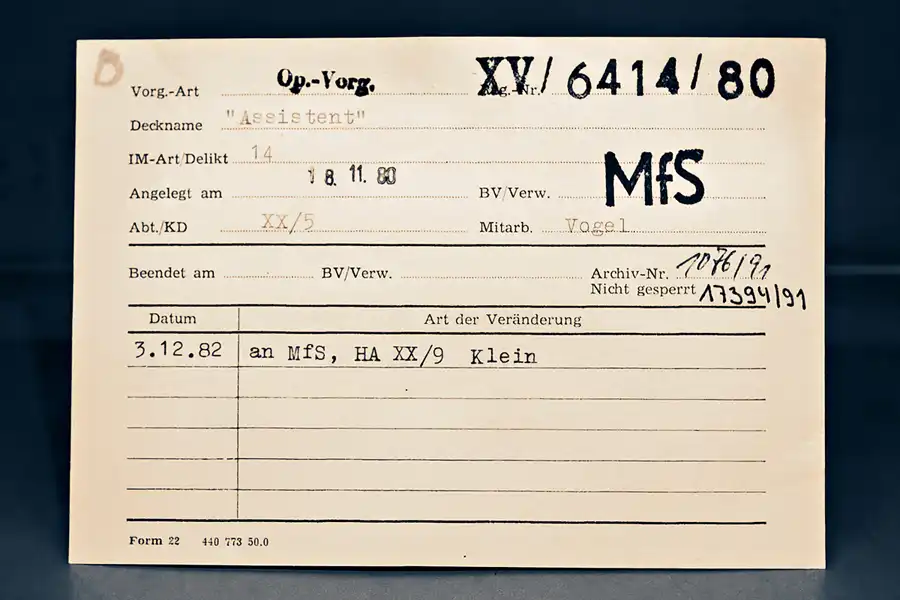 B
Vorg.-Art Op.-Vorg. Reg.-Nr. XV/6414/80
Deckname "Assistent"
IM-Art/Delikt 14
Angelegt am 18. 11. 80 BV/Verw. MfS
Abt./KD XX/5 Mitarb. Vogel
Beendet am BV/Verw. Archiv-Nr. 1076/91
Nicht gesperrt 17394/91
Datum Art der Veränderung
3.12.82 an MfS, HA XX/9 Klein
Form 22 440 773 50.0